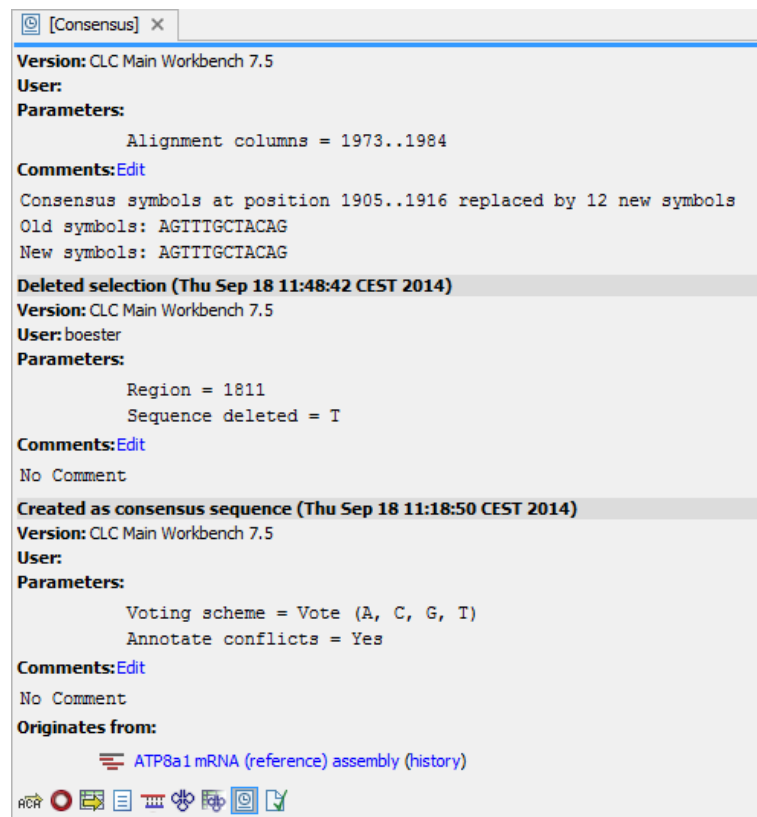 [Consensus]
Version: CLC Main Workbench 7.5
User:
Parameters:
Alignment columns = 1973..1984
Comments:Edit
Consensus symbols at position 1905..1916 replaced by 12 new symbols
Old symbols: AGTTTGCTACAG
New symbols: AGTTTGCTACAG
Deleted selection (Thu Sep 18 11:48:42 CEST 2014)
Version: CLC Main Workbench 7.5
User: boester
Parameters:
Region = 1811
Sequence deleted = T
Comments:Edit
No Comment
Created as consensus sequence (Thu Sep 18 11:18:50 CEST 2014)
Version: CLC Main Workbench 7.5
User:
Parameters:
Voting scheme = Vote (A, C, G, T)
Annotate conflicts = Yes
Comments:Edit
No Comment
Originates from:
ATP8a1 mRNA (reference) assembly (history)
ACR